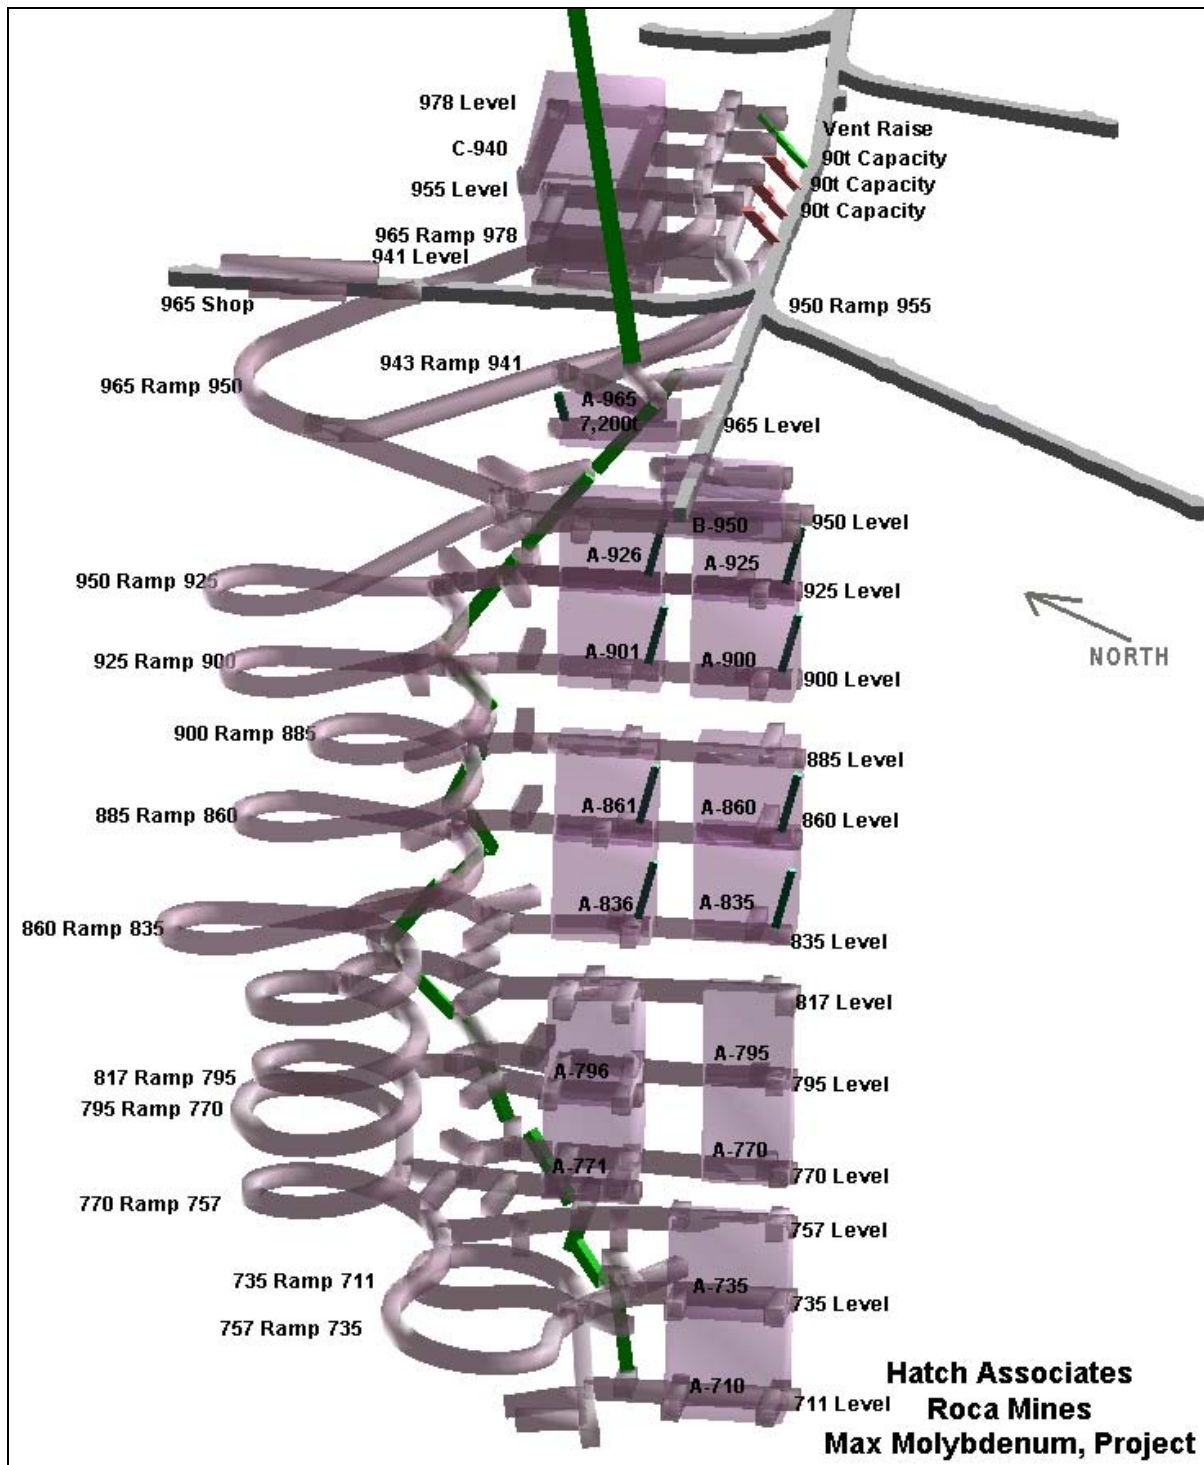 978 Level
Vent Raise
C-940
90t Capacity
955 Level
90t Capacity
90t Capacity
965 Ramp 978
941 Level
965 Shop
950 Ramp 955
943 Ramp 941
965 Ramp 950
A-965
7,200t
965 Level
B-950
950 Level
A-926
A-925
950 Ramp 925
925 Level
A-901
A-900
925 Ramp 900
900 Level
NORTH
900 Ramp 885
885 Level
A-861
A-860
885 Ramp 860
860 Level
A-836
A-835
860 Ramp 835
835 Level
817 Level
A-795
A-796
817 Ramp 795
795 Level
795 Ramp 770
A-770
A-771
770 Level
770 Ramp 757
757 Level
735 Ramp 711
A-735
735 Level
757 Ramp 735
A-710
711 Level
Hatch Associates
Roca Mines
Max Molybdenum, Project